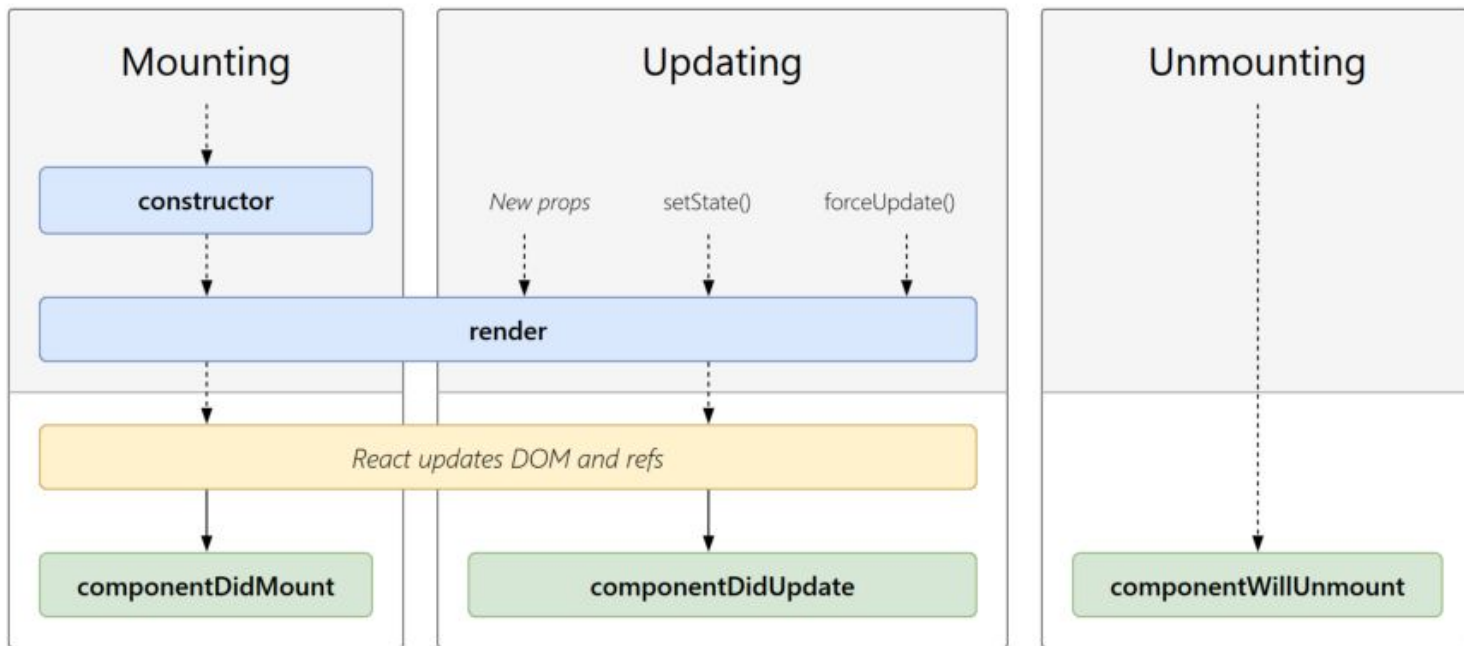 Mounting
Updating
Unmounting
constructor
New props
setState()
forceUpdate()
render
React updates DOM and refs
componentDidMount
componentDidUpdate
componentWillUnmount